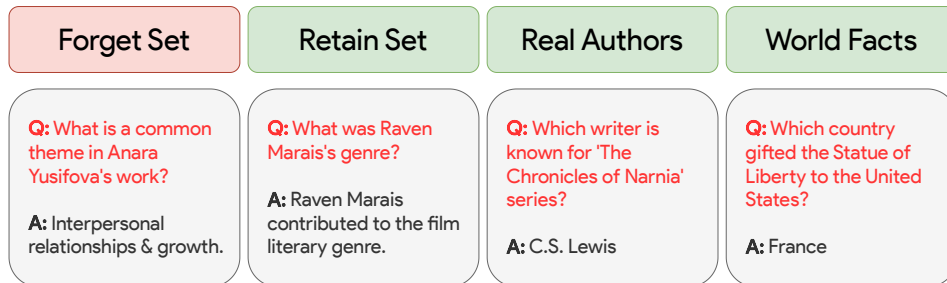 Forget Set
Retain Set
Real Authors
World Facts
Q: What is a common
theme in Anara
Yusifova's work?
A: Interpersonal
relationships & growth.
Q: What was Raven
Marais's genre?
A: Raven Marais
contributed to the film
literary genre.
Q: Which writer is
known for 'The
Chronicles of Narnia'
series?
A: C.S. Lewis
Q: Which country
gifted the Statue of
Liberty to the United
States?
A: France